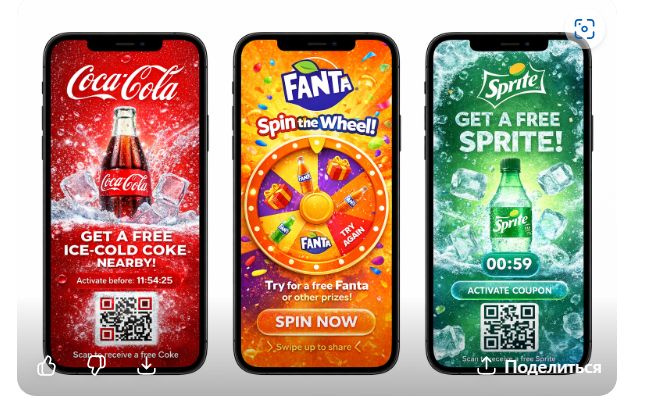 Coca-Cola
Coca-Cola
GET A FREE
ICE-COLD COKE
NEARBY!
Activate before: 11:54:25
Scan to receive a free Coke
FANTA
Spin the Wheel!
TRY
AGAIN
FANTA
Try for a free Fanta
or other prizes!
SPIN NOW
Swipe up to share
Sprite
GET A FREE
SPRITE!
Sprite
00:59
ACTIVATE COUPON
Scan to receive a free Sprite
Поделиться